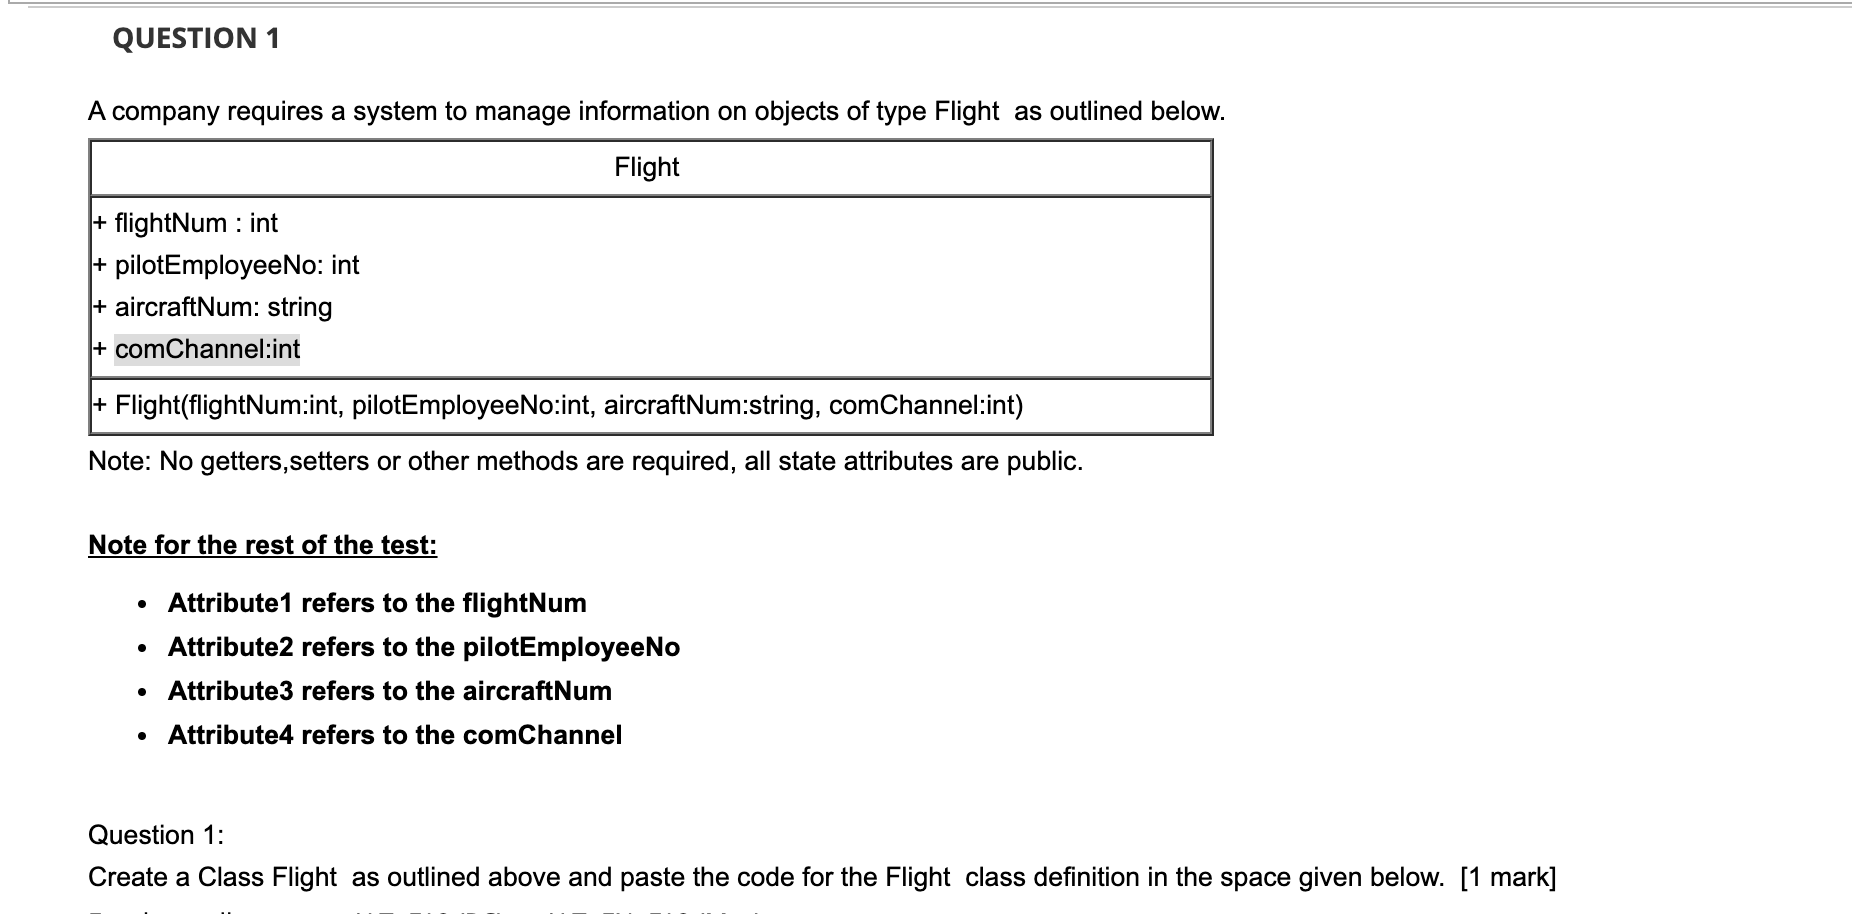 QUESTION 1
A company requires a system to manage information on objects of type Flight  as outlined below.
Flight
+ flightNum : int
+ pilotEmployeeNo: int
+ aircraftNum: string
+ comChannel:int
+ Flight(flightNum:int, pilotEmployeeNo:int, aircraftNum:string, comChannel:int)
Note: No getters,setters or other methods are required, all state attributes are public.
Note for the rest of the test:
• Attribute1 refers to the flightNum
• Attribute2 refers to the pilotEmployeeNo
• Attribute3 refers to the aircraftNum
• Attribute4 refers to the comChannel
Question 1:
Create a Class Flight  as outlined above and paste the code for the Flight  class definition in the space given below.  [1 mark]